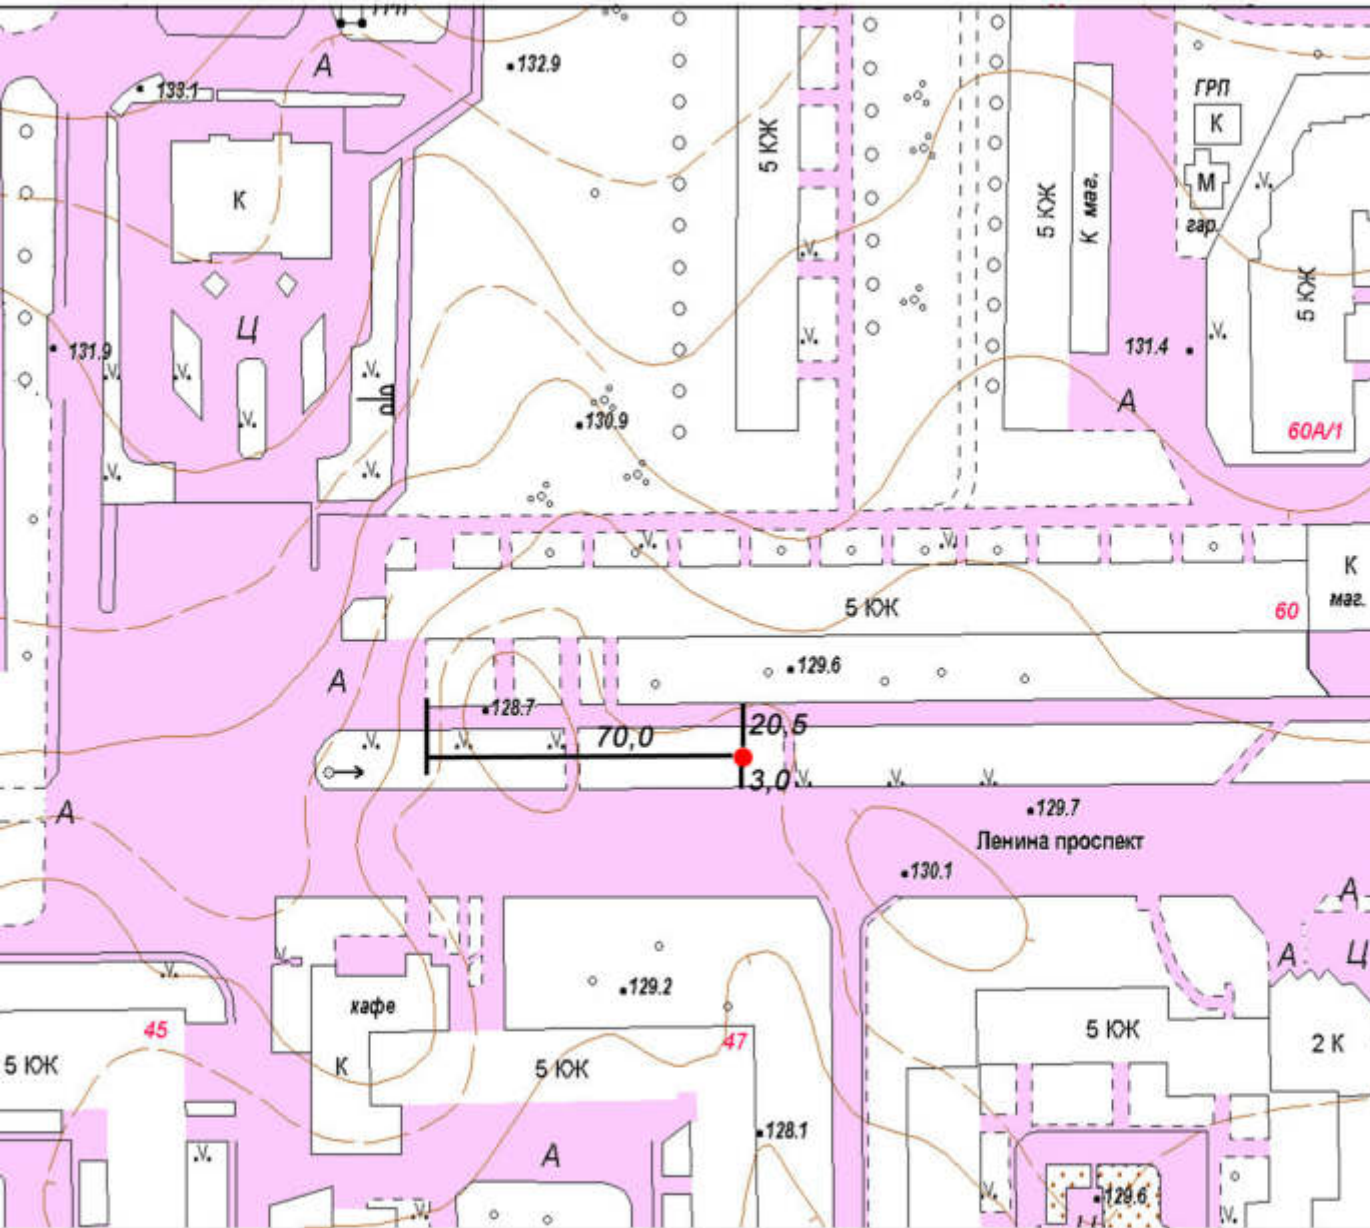 ГРП
А
132.9
133.1
ГРП
К
5 КЖ
К
М
5 КЖ
К маг.
гар.
5 КЖ
Ц
131.9
131.4
А
130.9
60А/1
К
маг.
5 КЖ
60
129.6
А
128.7
20,5
70,0
3,0
А
129.7
Ленина проспект
130.1
А
А
Ц
129.2
кафе
45
47
5 КЖ
2 К
5 КЖ
К
5 КЖ
128.1
А
129.6